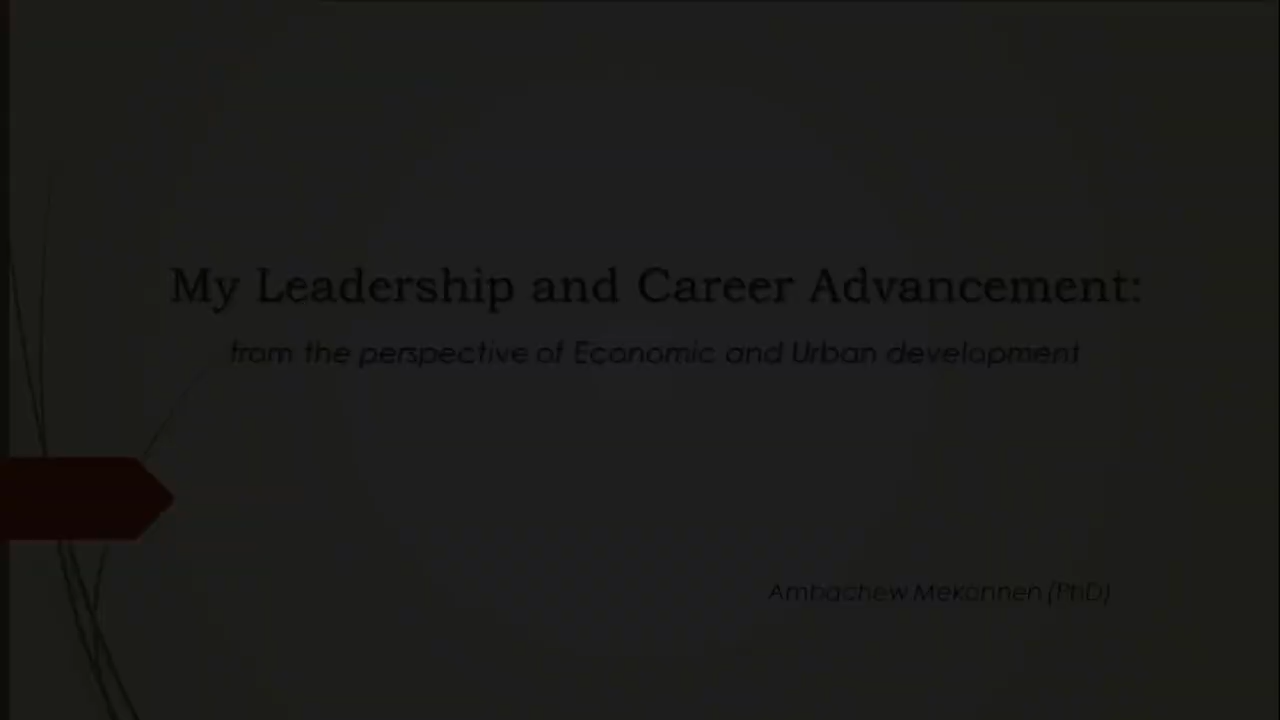 My Leadership and Career Advancement:
from the perspective of Economic and Urban development
Ambachew Mekonnen (PhD)